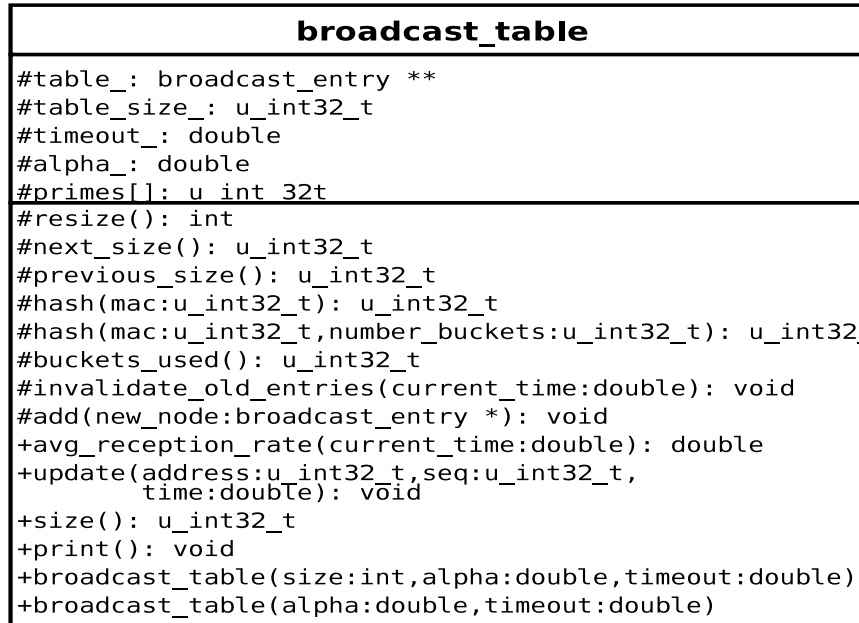 broadcast_table
#table_: broadcast_entry **
#table_size_: u_int32_t
#timeout_: double
#alpha_: double
#primes[]: u_int_32t
#resize(): int
#next_size(): u_int32_t
#previous_size(): u_int32_t
#hash(mac:u_int32_t): u_int32_t
#hash(mac:u_int32_t,number_buckets:u_int32_t): u_int32_
#buckets_used(): u_int32_t
#invalidate_old_entries(current_time:double): void
#add(new_node:broadcast_entry *): void
+avg_reception_rate(current_time:double): double
+update(address:u_int32_t,seq:u_int32_t,
time:double): void
+size(): u_int32_t
+print(): void
+broadcast_table(size:int,alpha:double,timeout:double)
+broadcast_table(alpha:double,timeout:double)